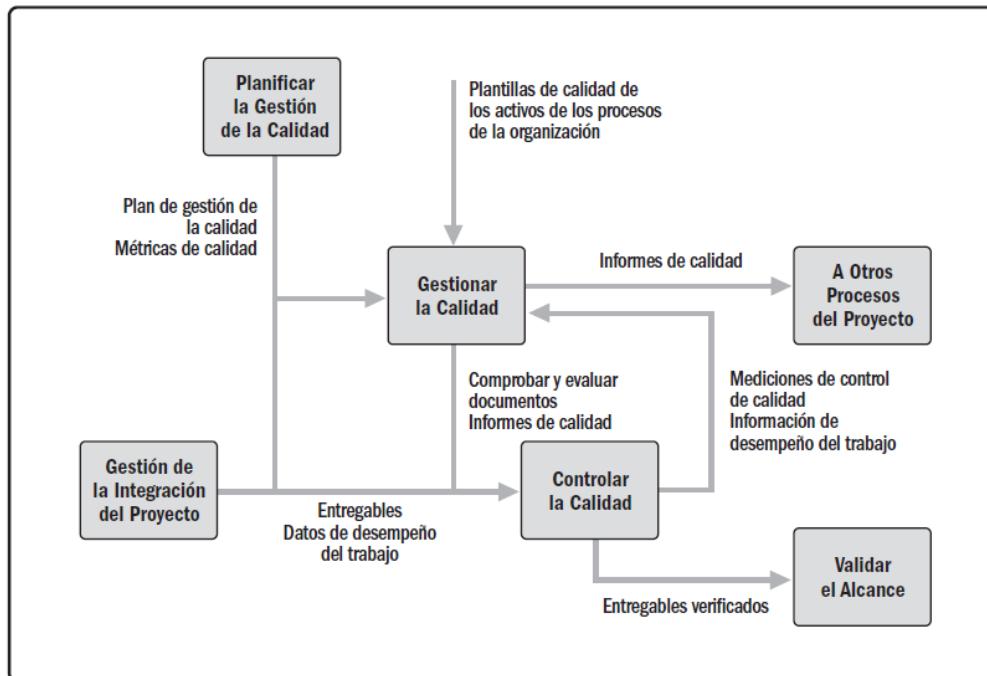 Planificar
la Gestión
de la Calidad
Plantillas de calidad de
los activos de los procesos
de la organización
Plan de gestión de
la calidad
Métricas de calidad
Gestionar
la Calidad
Informes de calidad
A Otros
Procesos
del Proyecto
Comprobar y evaluar
documentos
Informes de calidad
Mediciones de control
de calidad
Información de
desempeño del trabajo
Gestión de
la Integración
del Proyecto
Entregables
Datos de desempeño
del trabajo
Controlar
la Calidad
Entregables verificados
Validar
el Alcance